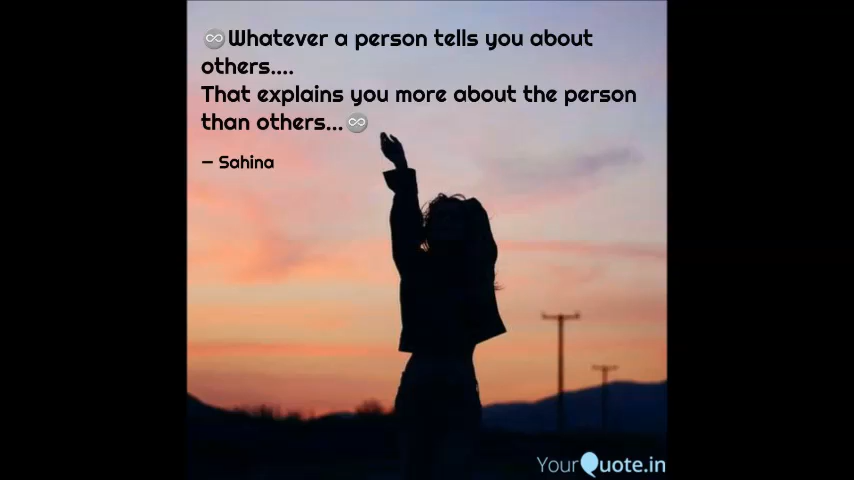 ♾Whatever a person tells you about
others....
That explains you more about the person
than others...♾
— Sahina
YourQuote.in